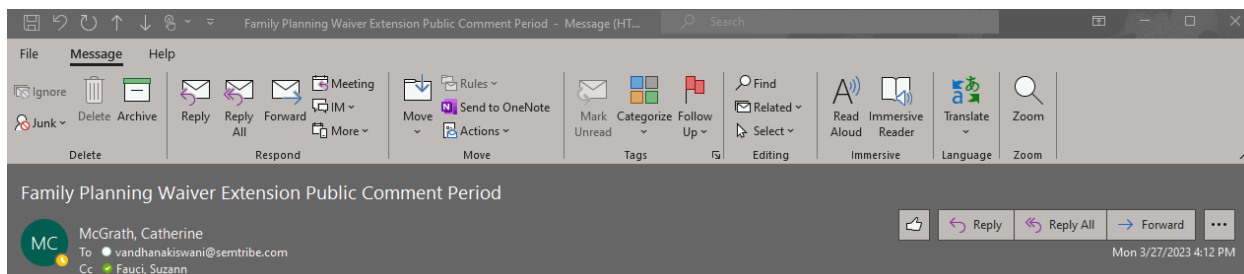 Family Planning Waiver Extension Public Comment Period - Message (HT...
Search
File Message Help
Ignore
Junk
Delete
Archive
Delete
Reply
Reply All
Forward
Meeting
IM
More
Respond
Move
Rules
Send to OneNote
Actions
Move
Mark Unread
Categorize
Follow Up
Tags
Find
Related
Select
Editing
Read Aloud
Immersive Reader
Immersive
Translate
Language
Zoom
Zoom
Family Planning Waiver Extension Public Comment Period
MC
McGrath, Catherine
To vandhanakiswani@semtribe.com
Cc Fauci, Suzann
Reply
Reply All
Forward
...
Mon 3/27/2023 4:12 PM